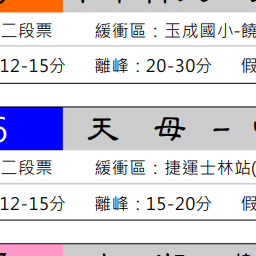 二段票 緩衝區：玉成國小-饒
12-15分 離峰：20-30分 假
6 天 母 -
二段票 緩衝區：捷運士林站(
12-15分 離峰：15-20分 假